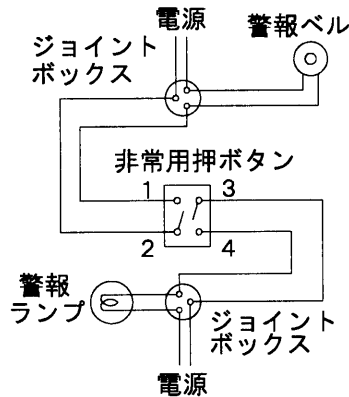 電源
警報ベル
ジョイント
ボックス
非常用押ボタン
1 3
2 4
警報
ランプ
ジョイント
ボックス
電源